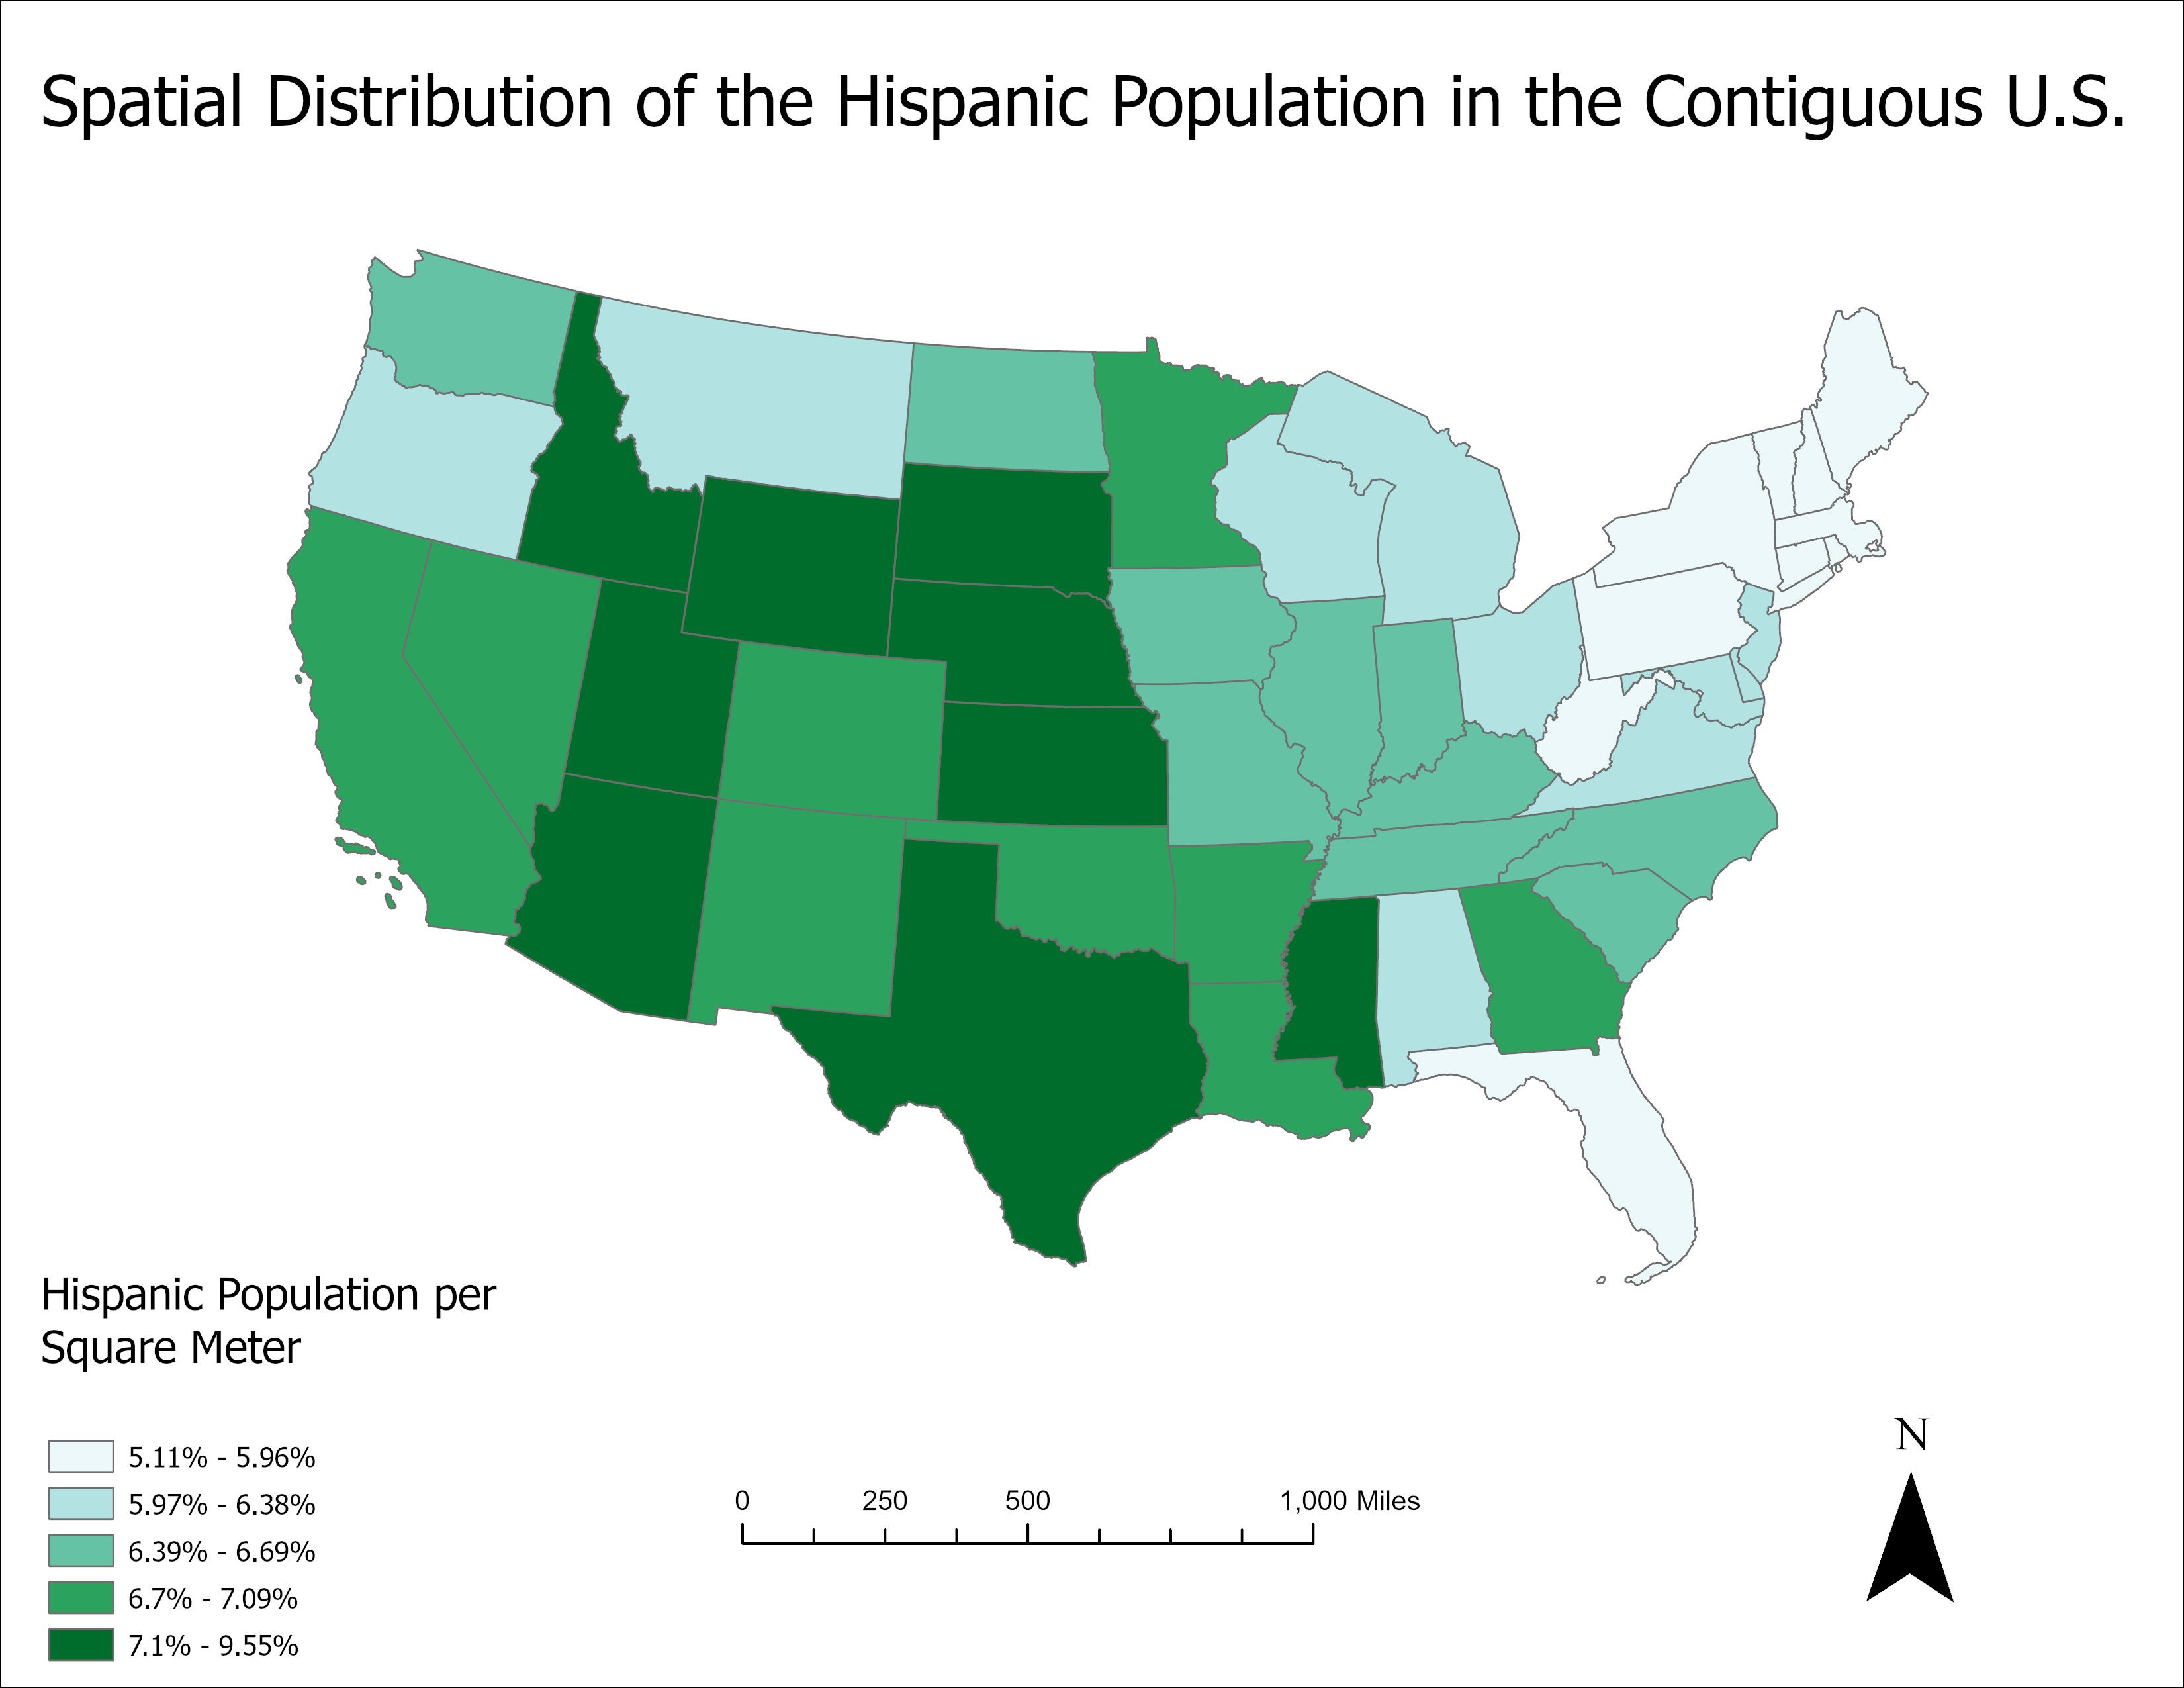 Spatial Distribution of the Hispanic Population in the Contiguous U.S.
Hispanic Population per
Square Meter
5.11% - 5.96%
5.97% - 6.38%
6.39% - 6.69%
6.7% - 7.09%
7.1% - 9.55%
0 250 500 1,000 Miles
N